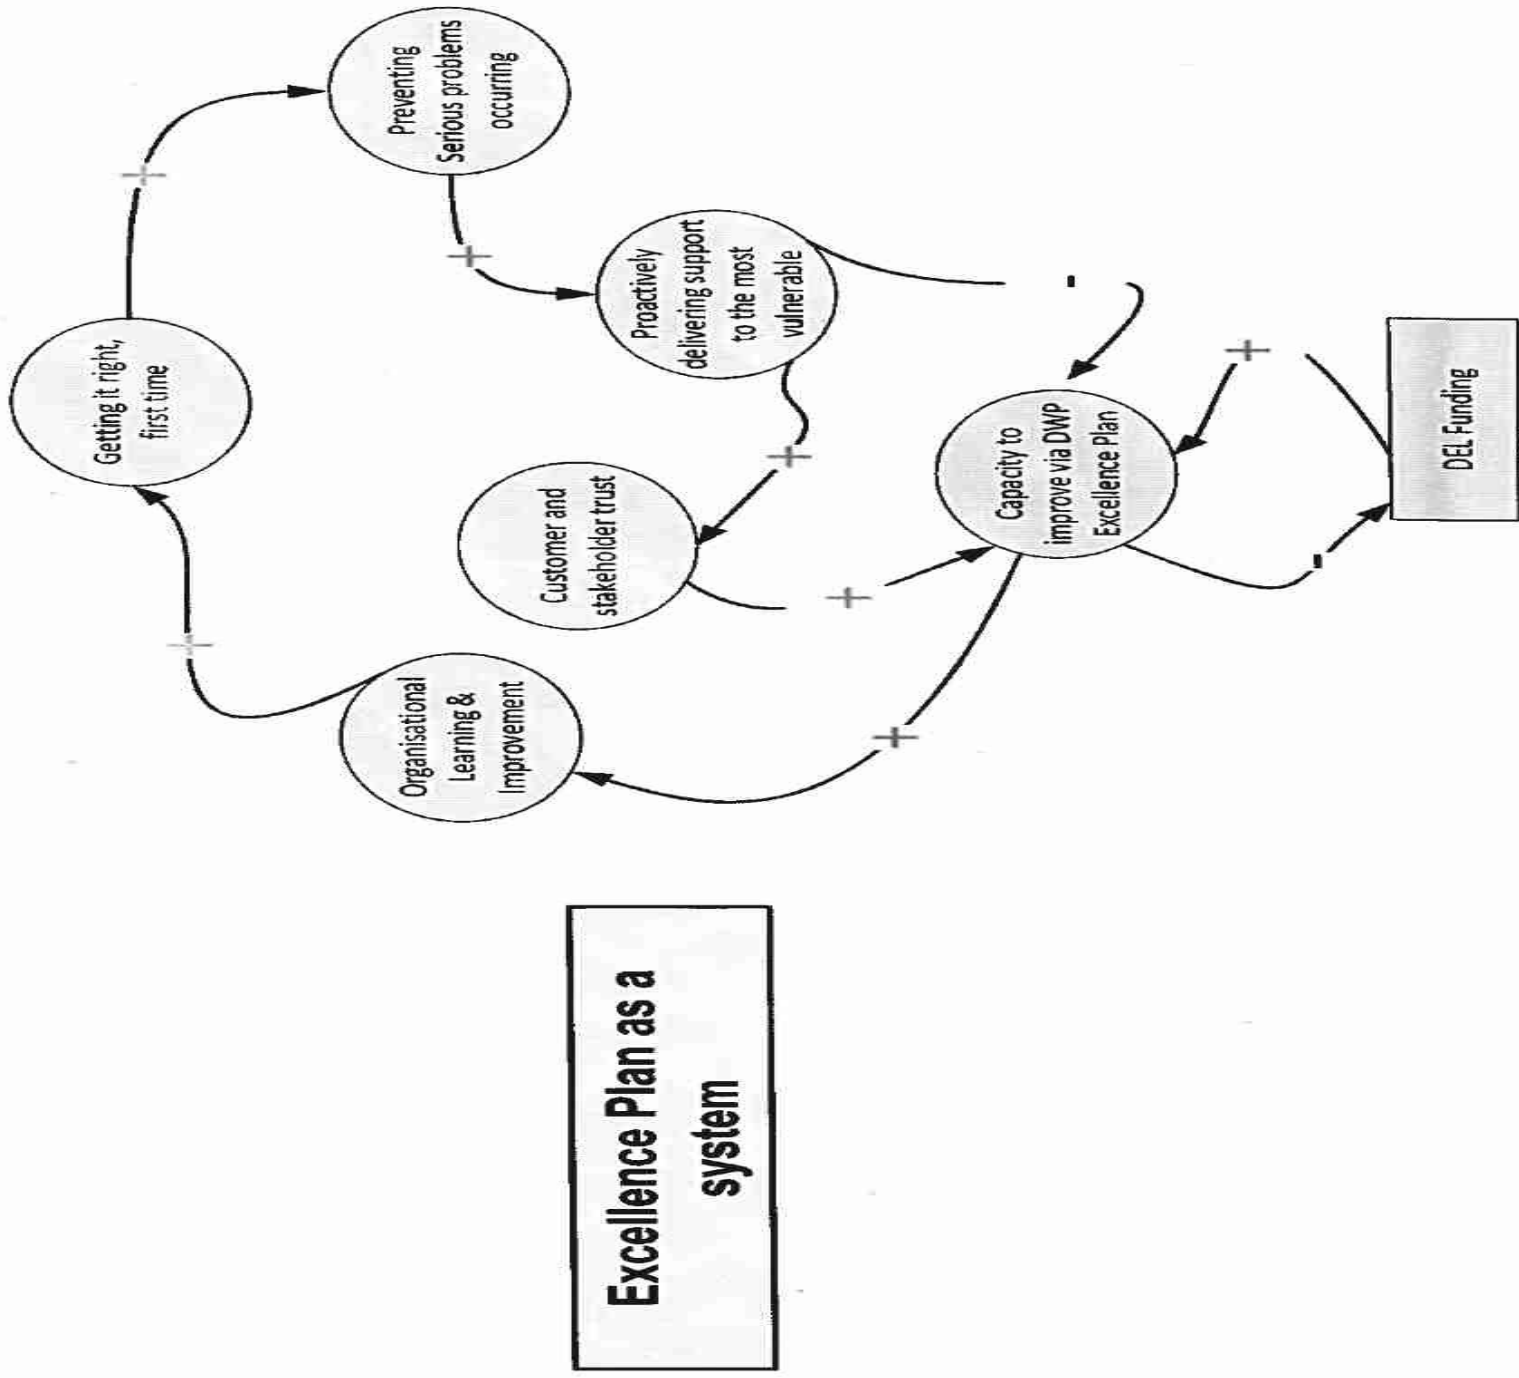 Excellence Plan as a
system
Organisational
Learning &
Improvement
Getting it right,
first time
Preventing
Serious problems
occurring
Proactively
delivering support
to the most
vulnerable
Customer and
stakeholder trust
Capacity to
improve via DWP
Excellence Plan
DEL Funding
+
+
+
+
+
+
+
-
-